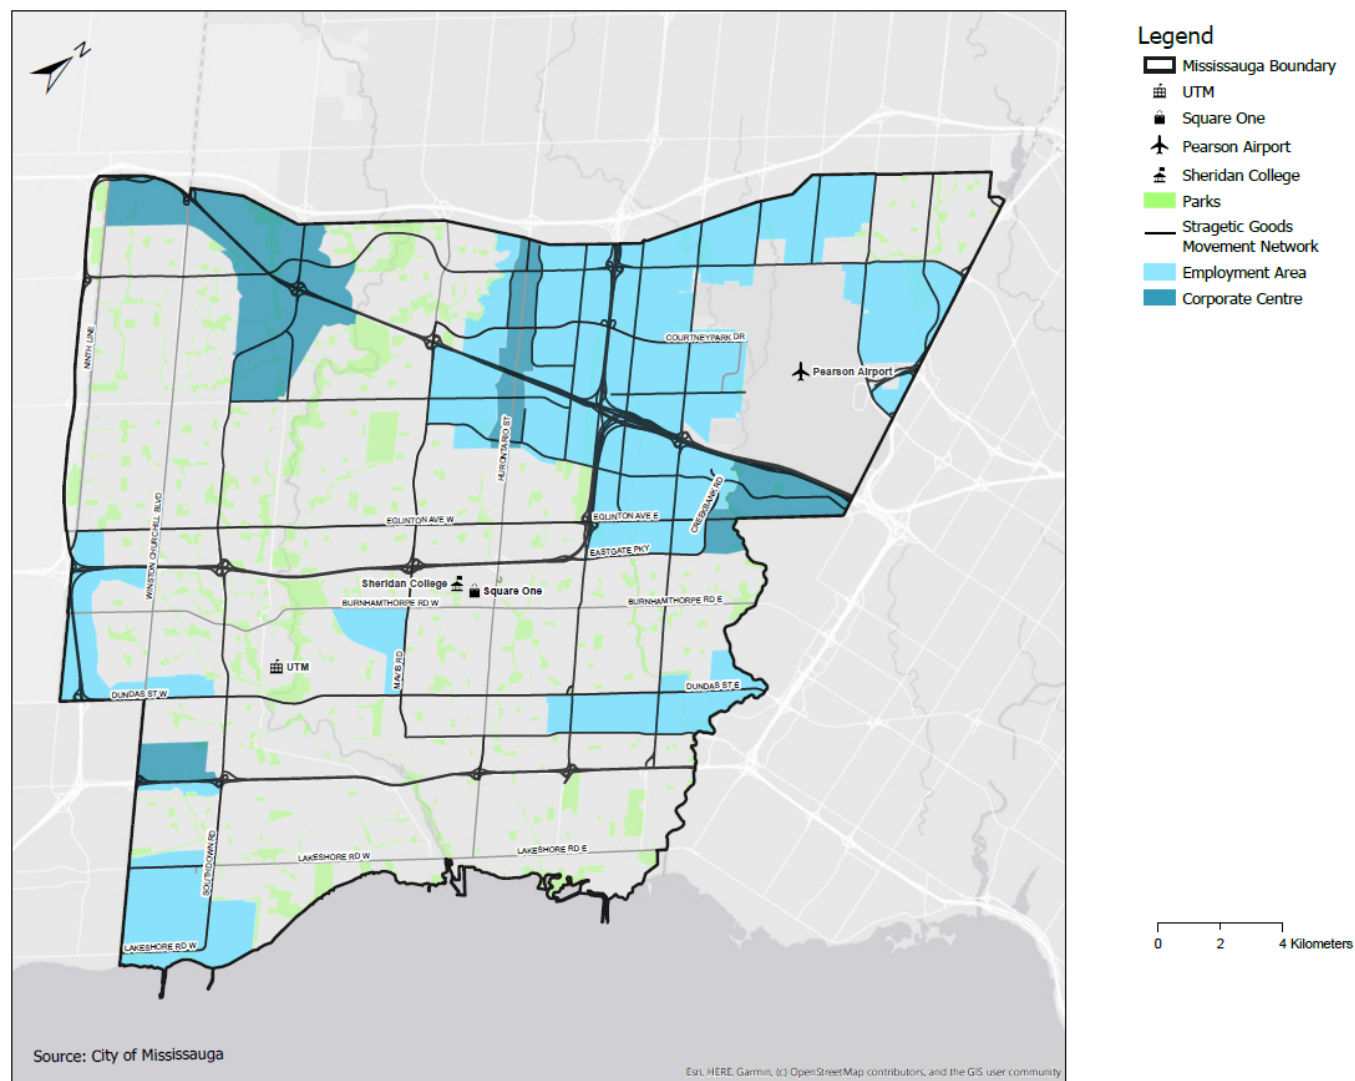 N
Legend
Mississauga Boundary
UTM
Square One
Pearson Airport
Sheridan College
Parks
Stragetic Goods
Movement Network
Employment Area
Corporate Centre
NINTH LINE
WINSTON CHURCHILL BLVD
HURONTARIO ST
COURTNEYPARK DR
Pearson Airport
CREEKBANK RD
EGLINTON AVE W
EGLINTON AVE E
EASTGATE PKY
Sheridan College
Square One
BURNHAMTHORPE RD W
BURNHAMTHORPE RD E
UTM
MAVIS RD
DUNDAS ST W
DUNDAS ST E
SOUTHDOWN RD
LAKESHORE RD W
LAKESHORE RD E
LAKESHORE RD W
0 2 4 Kilometers
Source: City of Mississauga
Esri, HERE, Garmin, (c) OpenStreetMap contributors, and the GIS user community